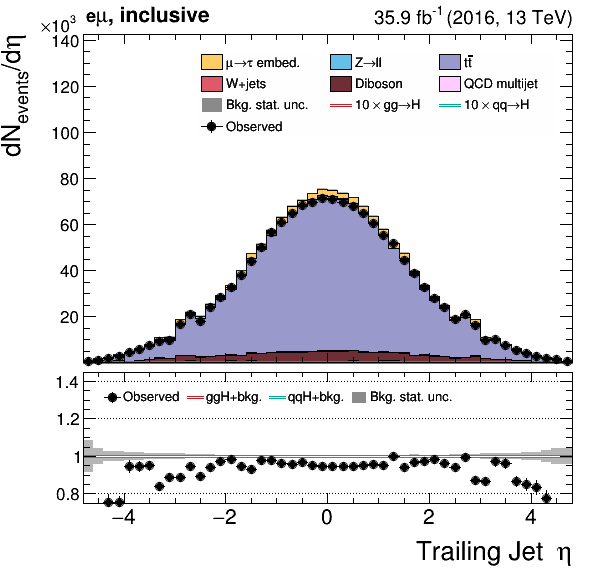 eμ, inclusive 35.9 fb⁻¹ (2016, 13 TeV)
×10³
dN_events/dη
140
120
100
80
60
40
20
μ→τ embed. Z→ll tt̄
W+jets Diboson QCD multijet
Bkg. stat. unc. 10 × gg→H 10 × qq→H
Observed
1.4
1.2
1
0.8
Observed ggH+bkg. qqH+bkg. Bkg. stat. unc.
−4 −2 0 2 4
Trailing Jet η